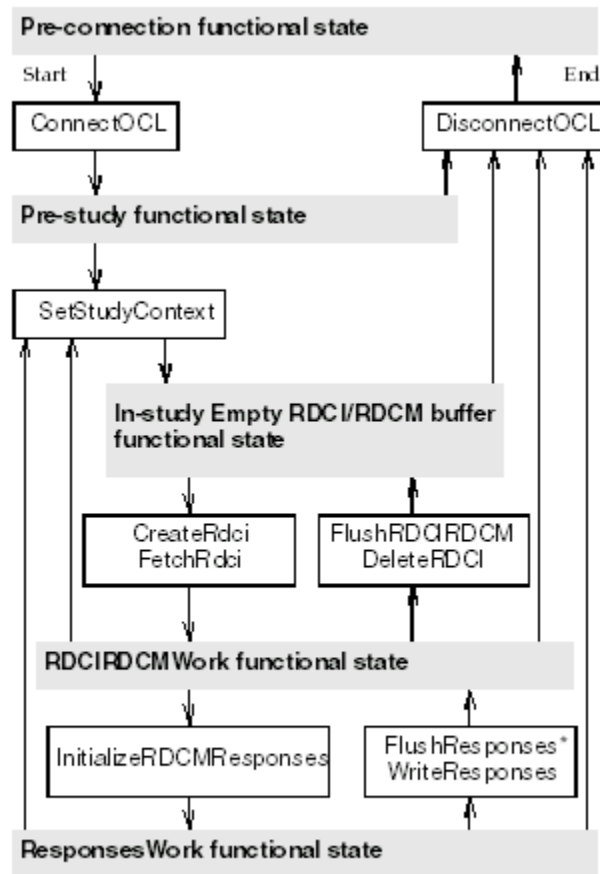 Pre-connection functional state
Start
End
ConnectOCL
DisconnectOCL
Pre-study functional state
SetStudyContext
In-study Empty RDCI/RDCM buffer
functional state
CreateRdci
FetchRdci
FlushRDCIRDCM
DeleteRDCI
RDCIRDCMWork functional state
InitializeRDCMResponses
FlushResponses*
WriteResponses
ResponsesWork functional state